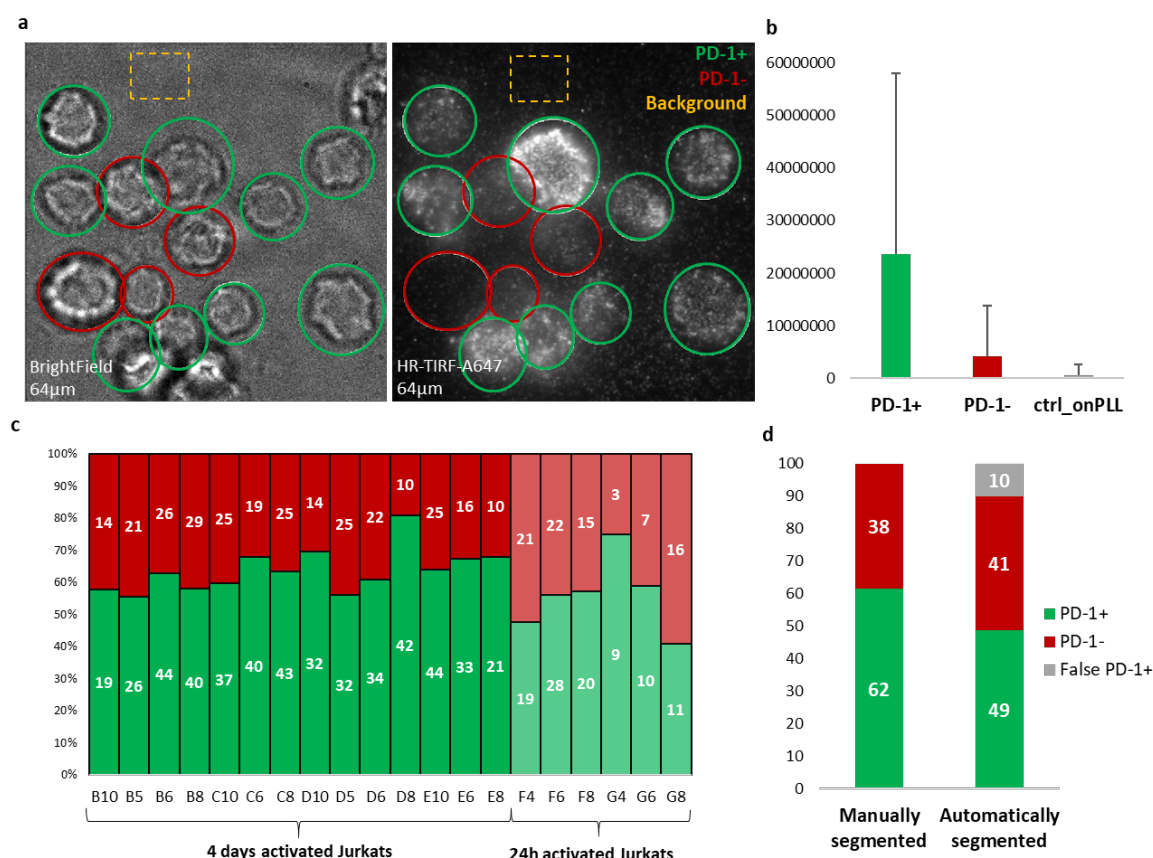 a
PD-1+
PD-1-
Background
BrightField
64µm
HR-TIRF-A647
64µm
b
60000000
50000000
40000000
30000000
20000000
10000000
0
PD-1+ PD-1- ctrl_onPLL
c
100%
90%
80%
70%
60%
50%
40%
30%
20%
10%
0%
14 21 26 29 25 19 25 14 25 22 10 25 16 10 21 22 15 3 7 16
19 26 44 40 37 40 43 32 32 34 42 44 33 21 19 28 20 9 10 11
B10 B5 B6 B8 C10 C6 C8 D10 D5 D6 D8 E10 E6 E8 F4 F6 F8 G4 G6 G8
4 days activated Jurkats 24h activated Jurkats
d
100
90
80
70
60
50
40
30
20
10
0
38
62
10
41
49
Manually
segmented
Automatically
segmented
PD-1+
PD-1-
False PD-1+